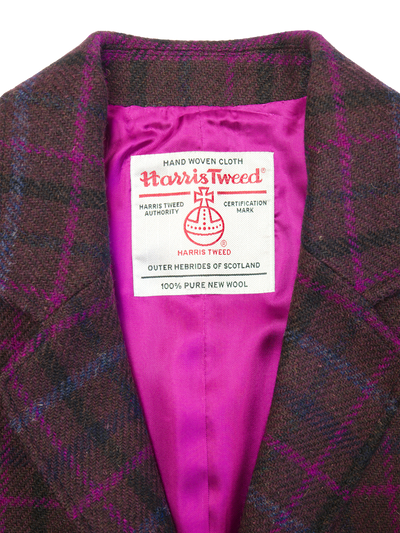 HAND WOVEN CLOTH
Harris Tweed®
HARRIS TWEED AUTHORITY
CERTIFICATION MARK
®
HARRIS TWEED
OUTER HEBRIDES OF SCOTLAND
100% PURE NEW WOOL